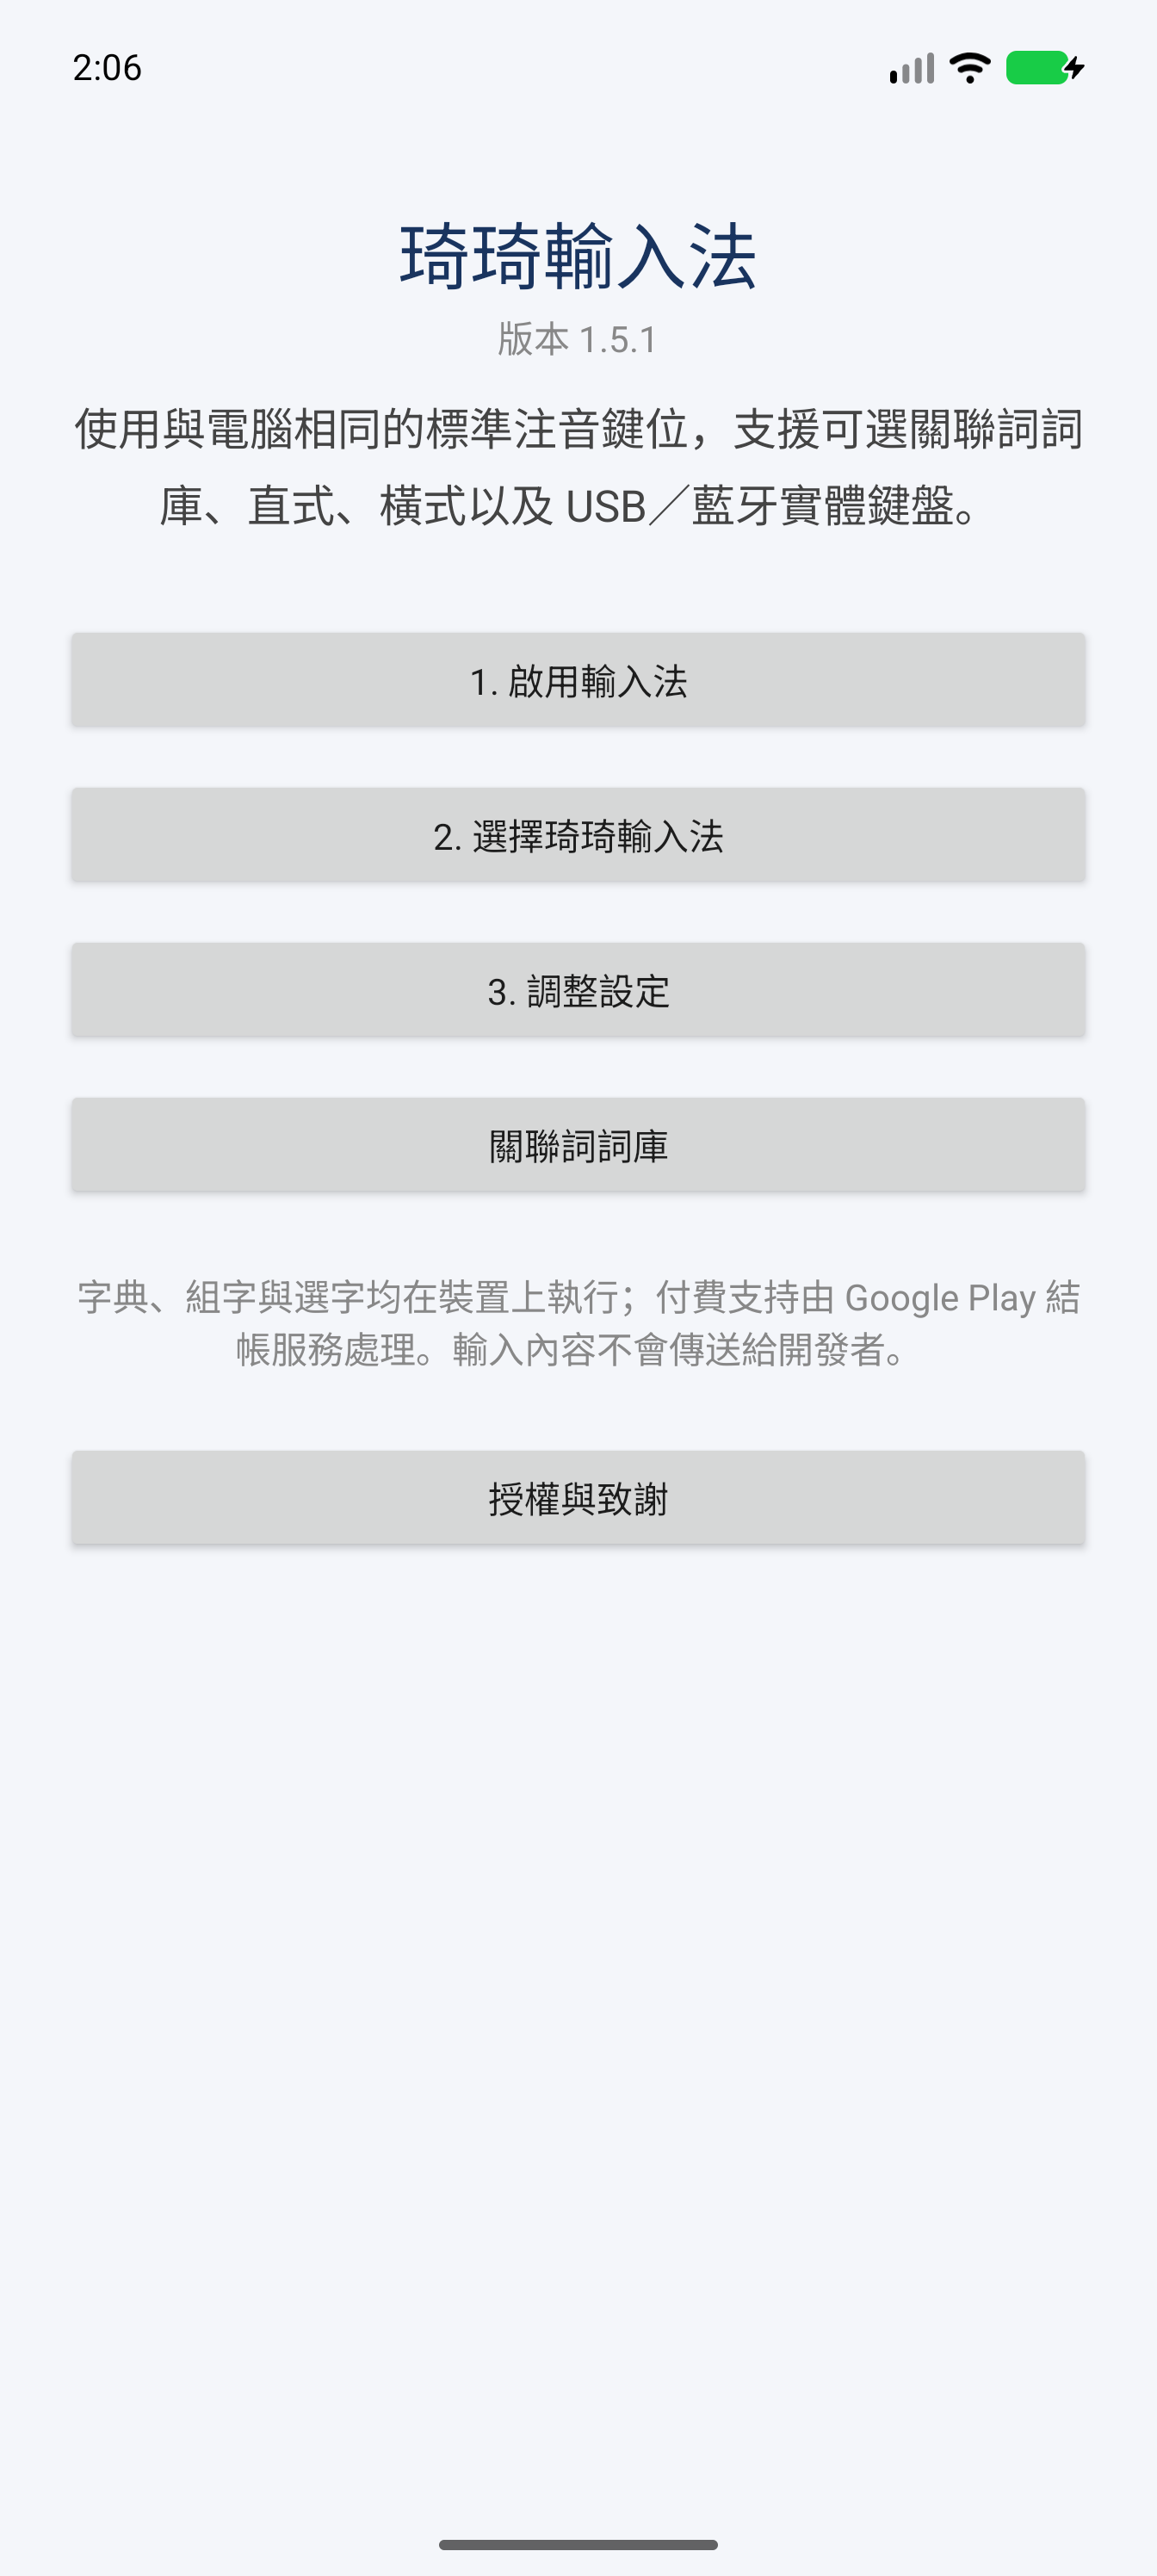 2:06
琦琦輸入法
版本 1.5.1
使用與電腦相同的標準注音鍵位，支援可選關聯詞詞
庫、直式、橫式以及 USB／藍牙實體鍵盤。
1. 啟用輸入法
2. 選擇琦琦輸入法
3. 調整設定
關聯詞詞庫
字典、組字與選字均在裝置上執行；付費支持由 Google Play 結
帳服務處理。輸入內容不會傳送給開發者。
授權與致謝